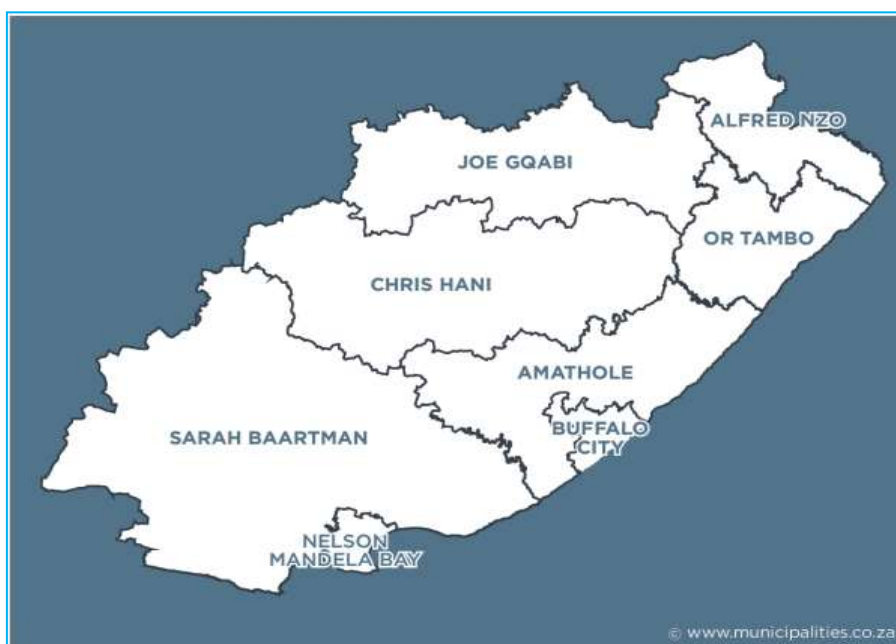 ALFRED NZO
JOE GQABI
OR TAMBO
CHRIS HANI
AMATHOLE
BUFFALO
CITY
SARAH BAARTMAN
NELSON
MANDELA BAY
© www.municipalities.co.za